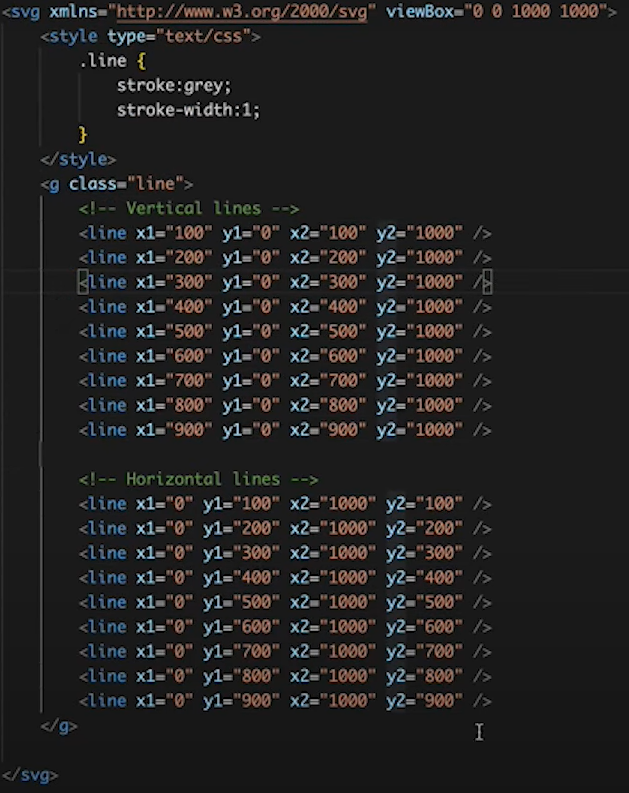 <svg xmlns="http://www.w3.org/2000/svg" viewBox="0 0 1000 1000">
    <style type="text/css">
        .line {
            stroke:grey;
            stroke-width:1;
        }
    </style>
    <g class="line">
        <!-- Vertical lines -->
        <line x1="100" y1="0" x2="100" y2="1000" />
        <line x1="200" y1="0" x2="200" y2="1000" />
        <line x1="300" y1="0" x2="300" y2="1000" />
        <line x1="400" y1="0" x2="400" y2="1000" />
        <line x1="500" y1="0" x2="500" y2="1000" />
        <line x1="600" y1="0" x2="600" y2="1000" />
        <line x1="700" y1="0" x2="700" y2="1000" />
        <line x1="800" y1="0" x2="800" y2="1000" />
        <line x1="900" y1="0" x2="900" y2="1000" />

        <!-- Horizontal lines -->
        <line x1="0" y1="100" x2="1000" y2="100" />
        <line x1="0" y1="200" x2="1000" y2="200" />
        <line x1="0" y1="300" x2="1000" y2="300" />
        <line x1="0" y1="400" x2="1000" y2="400" />
        <line x1="0" y1="500" x2="1000" y2="500" />
        <line x1="0" y1="600" x2="1000" y2="600" />
        <line x1="0" y1="700" x2="1000" y2="700" />
        <line x1="0" y1="800" x2="1000" y2="800" />
        <line x1="0" y1="900" x2="1000" y2="900" />
    </g>

</svg>